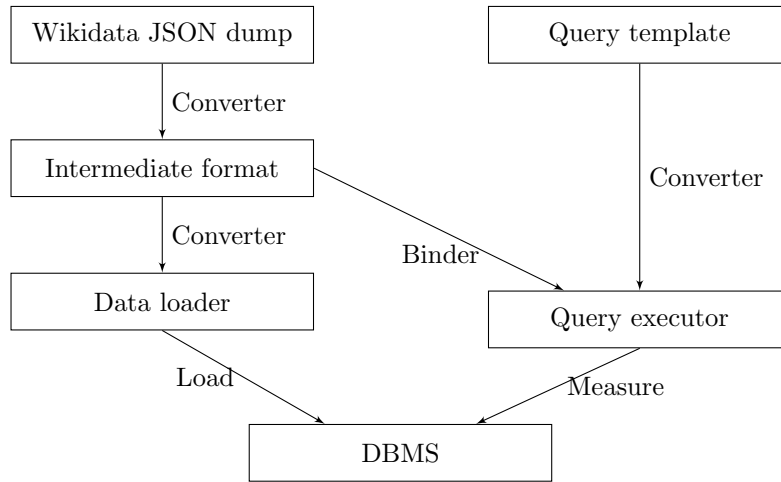 Wikidata JSON dump
Query template
Converter
Intermediate format
Converter
Converter
Binder
Data loader
Query executor
Load
Measure
DBMS